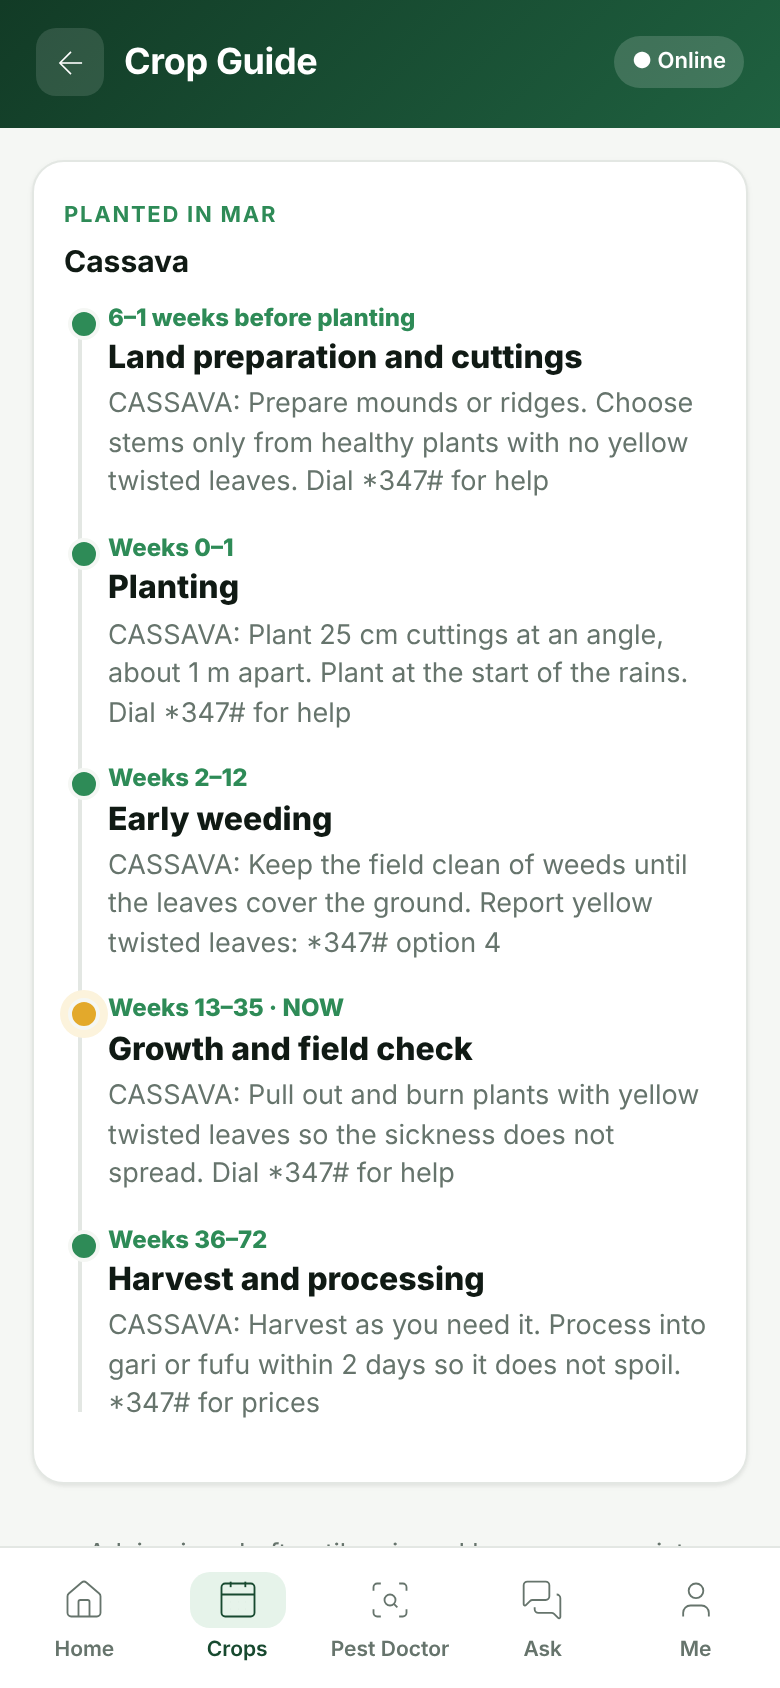 Crop Guide
Online
PLANTED IN MAR
Cassava
6–1 weeks before planting
Land preparation and cuttings
CASSAVA: Prepare mounds or ridges. Choose
stems only from healthy plants with no yellow
twisted leaves. Dial *347# for help
Weeks 0–1
Planting
CASSAVA: Plant 25 cm cuttings at an angle,
about 1 m apart. Plant at the start of the rains.
Dial *347# for help
Weeks 2–12
Early weeding
CASSAVA: Keep the field clean of weeds until
the leaves cover the ground. Report yellow
twisted leaves: *347# option 4
Weeks 13–35 · NOW
Growth and field check
CASSAVA: Pull out and burn plants with yellow
twisted leaves so the sickness does not
spread. Dial *347# for help
Weeks 36–72
Harvest and processing
CASSAVA: Harvest as you need it. Process into
gari or fufu within 2 days so it does not spoil.
*347# for prices
Home
Crops
Pest Doctor
Ask
Me